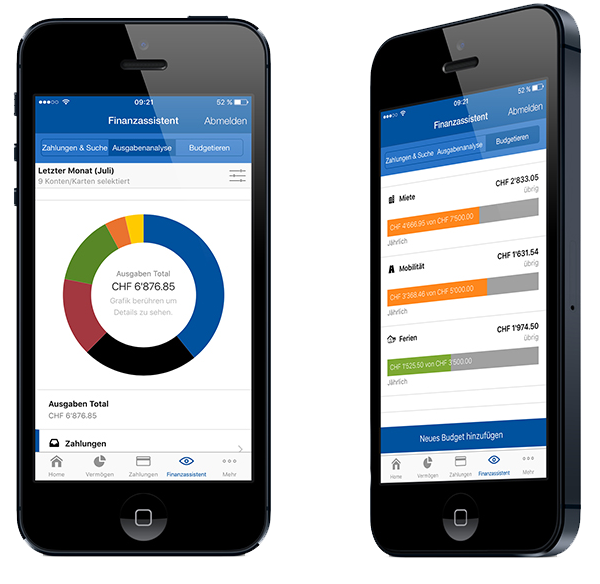 09:21
52 %
Finanzassistent
Abmelden
Zahlungen & Suche
Ausgabenanalyse
Budgetieren
Letzter Monat (Juli)
9 Konten/Karten selektiert
Ausgaben Total
CHF 6'876.85
Grafik berühren um
Details zu sehen.
Ausgaben Total
CHF 6'876.85
Zahlungen
Home
Vermögen
Zahlungen
Finanzassistent
Mehr
09:21
52 %
Finanzassistent
Abmelden
Zahlungen & Suche
Ausgabenanalyse
Budgetieren
Miete
CHF 2'833.05
übrig
CHF 4'666.95 von CHF 7'500.00
Jährlich
Mobilität
CHF 1'631.54
übrig
CHF 3'368.46 von CHF 5'000.00
Jährlich
Ferien
CHF 1'974.50
übrig
CHF 1'525.50 von CHF 3'500.00
Jährlich
Neues Budget hinzufügen
Home
Vermögen
Zahlungen
Finanzassistent
Mehr